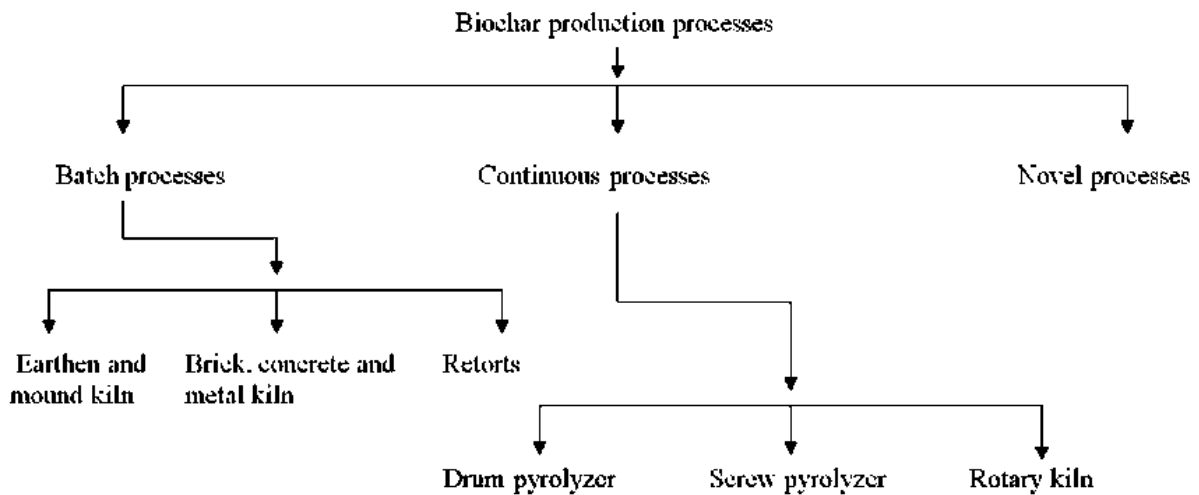 Biochar production processes
Batch processes
Continuous processes
Novel processes
Earthen and
mound kiln
Brick, concrete and
metal kiln
Retorts
Drum pyrolyzer
Screw pyrolyzer
Rotary kiln